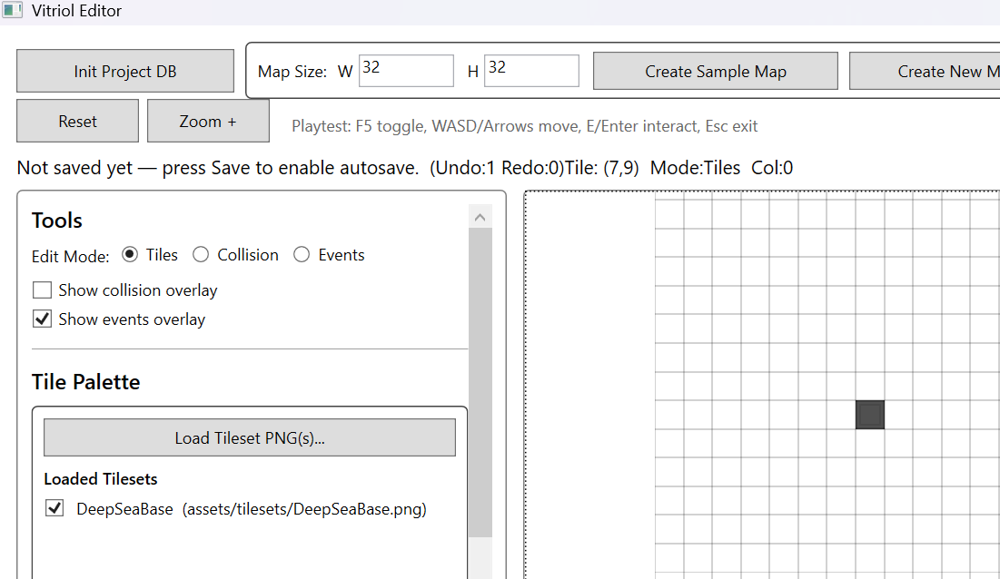 Vitriol Editor
Init Project DB
Map Size: W 32 H 32
Create Sample Map
Create New M
Reset
Zoom +
Playtest: F5 toggle, WASD/Arrows move, E/Enter interact, Esc exit
Not saved yet — press Save to enable autosave. (Undo:1 Redo:0)Tile: (7,9) Mode:Tiles Col:0
Tools
Edit Mode: Tiles Collision Events
Show collision overlay
Show events overlay
Tile Palette
Load Tileset PNG(s)...
Loaded Tilesets
DeepSeaBase (assets/tilesets/DeepSeaBase.png)